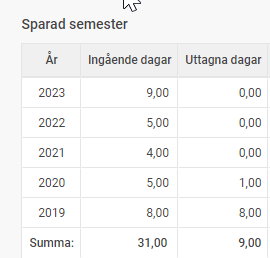 Sparad semester
År Ingående dagar Uttagna dagar
2023 9,00 0,00
2022 5,00 0,00
2021 4,00 0,00
2020 5,00 1,00
2019 8,00 8,00
Summa: 31,00 9,00